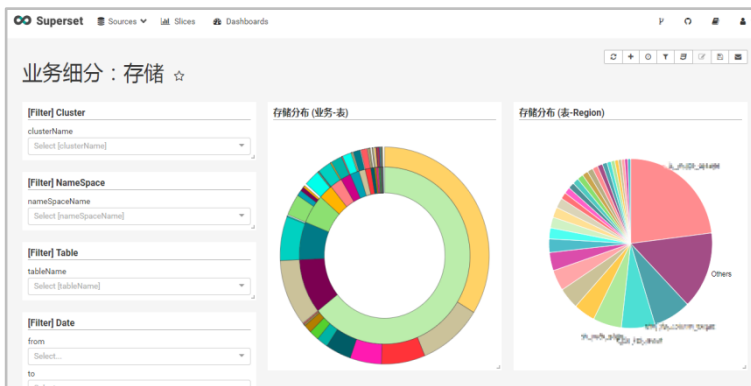 Superset Sources Slices Dashboards
业务细分：存储
[Filter] Cluster
clusterName
Select [clusterName]
[Filter] NameSpace
nameSpaceName
Select [nameSpaceName]
[Filter] Table
tableName
Select [tableName]
[Filter] Date
from
Select...
to
存储分布 (业务-表)
存储分布 (表-Region)
Others